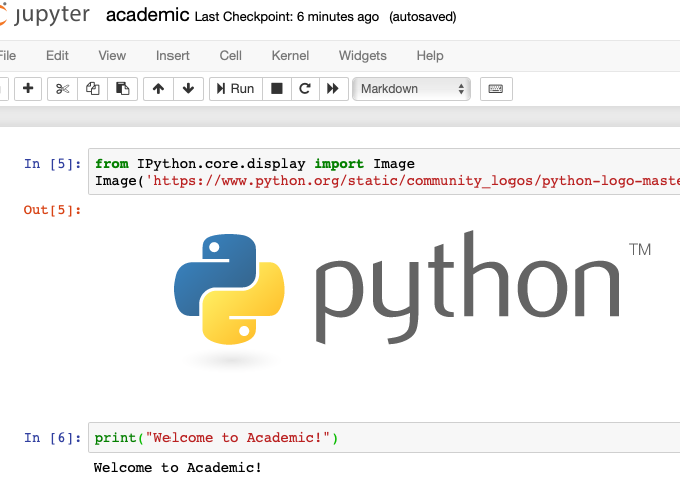 jupyter academic Last Checkpoint: 6 minutes ago (autosaved)
File Edit View Insert Cell Kernel Widgets Help
Run Markdown
In [5]: from IPython.core.display import Image
Image('https://www.python.org/static/community_logos/python-logo-maste
Out[5]:
python TM
In [6]: print("Welcome to Academic!")
Welcome to Academic!